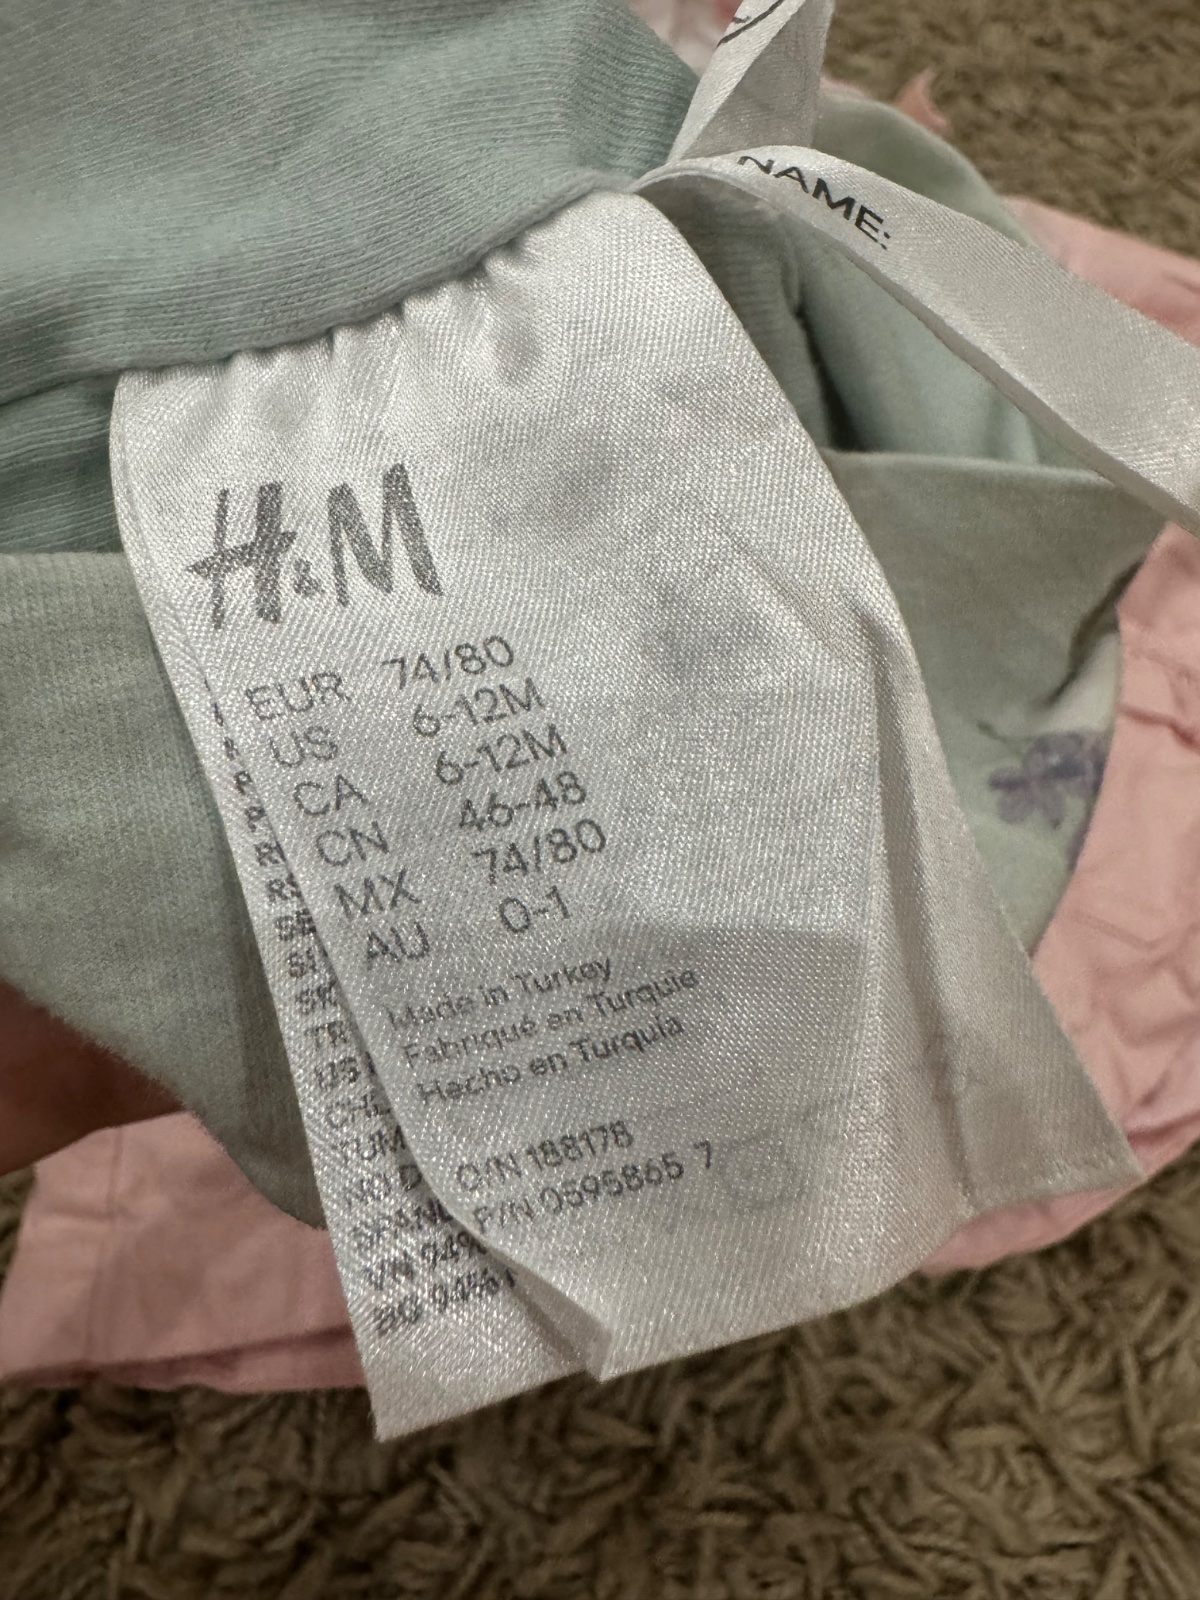 NAME:
H&M
EUR 74/80
US 6-12M
CA 6-12M
CN 46-48
MX 74/80
AU 0-1
Made in Turkey
Fabriqué en Turquie
Hecho en Turquía
O/N 188178
P/N 0595865 7